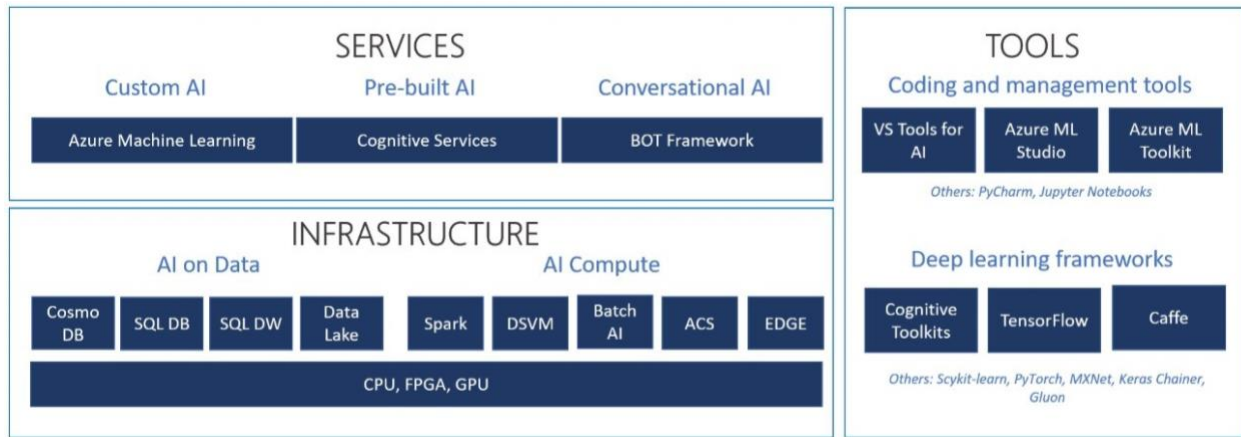 SERVICES
Custom AI
Pre-built AI
Conversational AI
Azure Machine Learning
Cognitive Services
BOT Framework
INFRASTRUCTURE
AI on Data
AI Compute
Cosmo
DB
SQL DB
SQL DW
Data
Lake
Spark
DSVM
Batch
AI
ACS
EDGE
CPU, FPGA, GPU
TOOLS
Coding and management tools
VS Tools for
AI
Azure ML
Studio
Azure ML
Toolkit
Others: PyCharm, Jupyter Notebooks
Deep learning frameworks
Cognitive
Toolkits
TensorFlow
Caffe
Others: Scykit-learn, PyTorch, MXNet, Keras Chainer,
Gluon